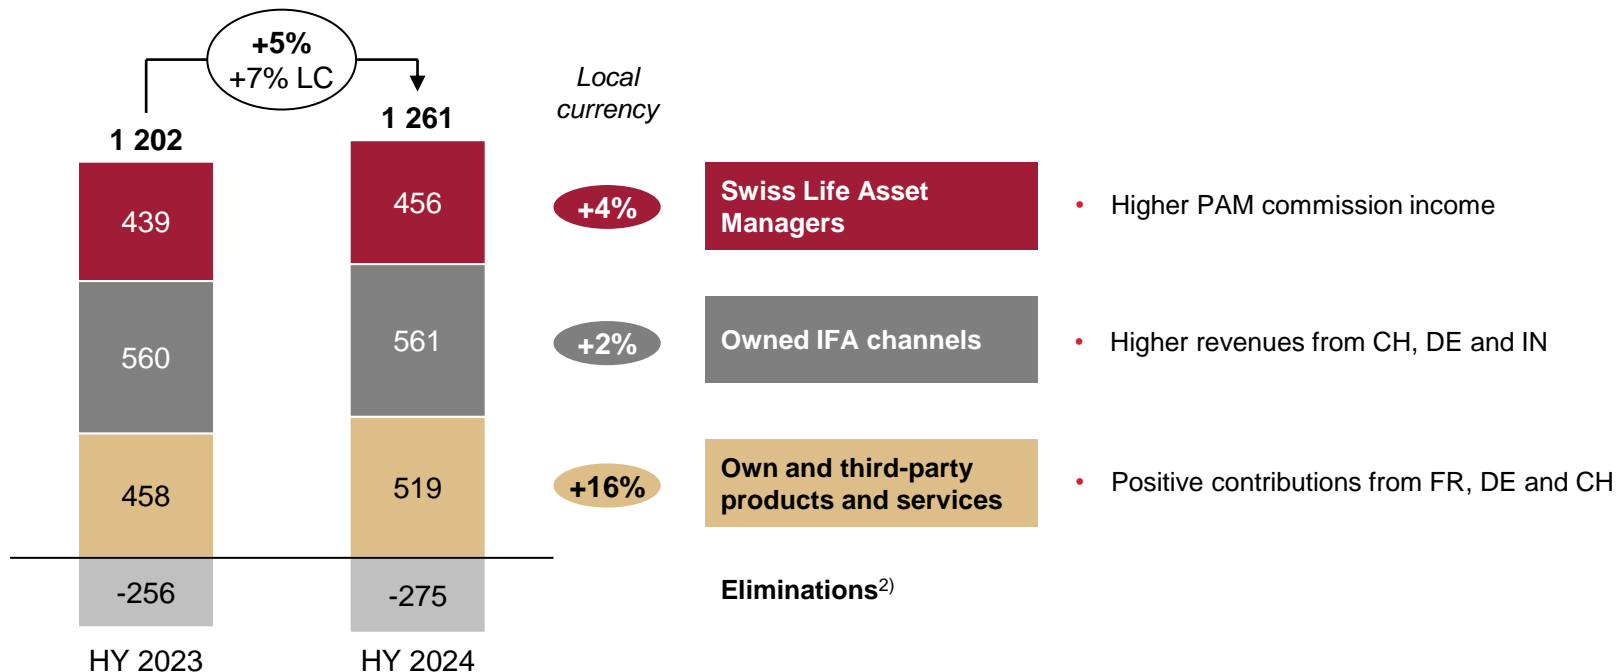 +5%
+7% LC
Local
currency
1 202
1 261
439
456
+4%
Swiss Life Asset
Managers
• Higher PAM commission income
560
561
+2%
Owned IFA channels
• Higher revenues from CH, DE and IN
458
519
+16%
Own and third-party
products and services
• Positive contributions from FR, DE and CH
-256
-275
Eliminations2)
HY 2023
HY 2024